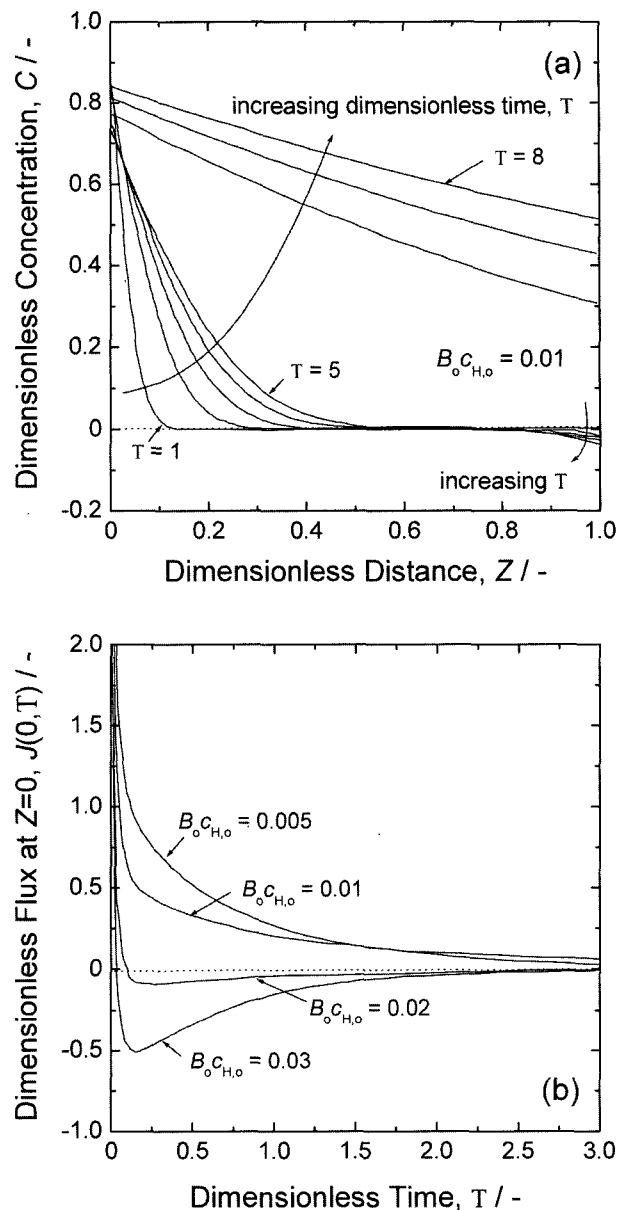 1.0
0.8
0.6
0.4
0.2
0
-0.2
Dimensionless Concentration, C / -
(a)
increasing dimensionless time, T
T = 8
T = 5
B_o c_H,o = 0.01
T = 1
increasing T
0 0.2 0.4 0.6 0.8 1.0
Dimensionless Distance, Z / -
2.0
1.5
1.0
0.5
0
-0.5
-1.0
Dimensionless Flux at Z=0, J(0,T) / -
B_o c_H,o = 0.005
B_o c_H,o = 0.01
B_o c_H,o = 0.02
B_o c_H,o = 0.03
(b)
0 0.5 1.0 1.5 2.0 2.5 3.0
Dimensionless Time, T / -